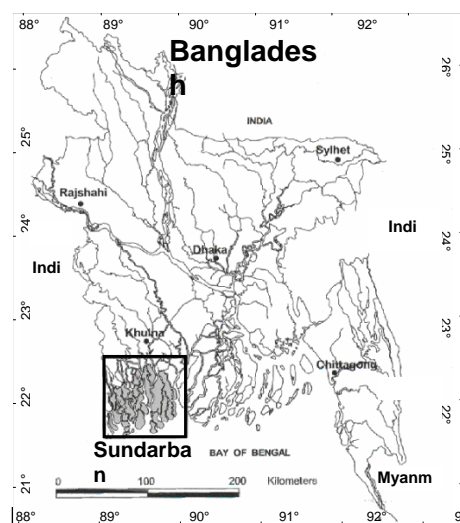 88° 89° 90° 91° 92°
Banglades
h
26°
INDIA
25°
Sylhet
25°
Rajshahi
24°
Indi
24°
Dhaka
Indi
23°
Khulna
23°
Chittagong
22°
22°
Sundarba
n
BAY OF BENGAL
Myanm
21°
0 100 200 Kilometers
88° 89° 90° 91° 92° 9